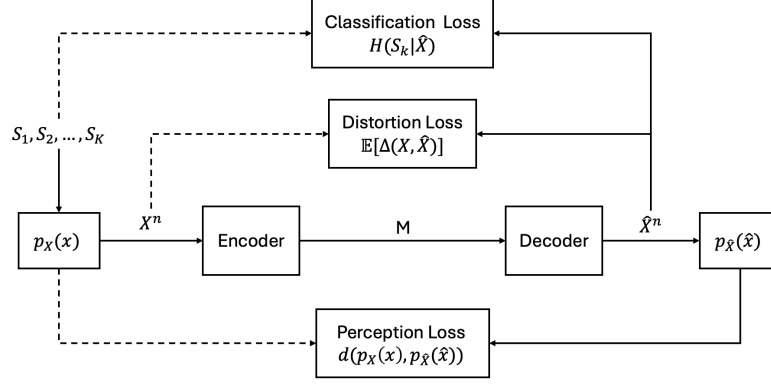 Classification Loss
H(S_k|X̂)
Distortion Loss
𝔼[Δ(X, X̂)]
S_1, S_2, ..., S_K
X^n
M
X̂^n
p_X(x)
Encoder
Decoder
p_X̂(x̂)
Perception Loss
d(p_X(x), p_X̂(x̂))